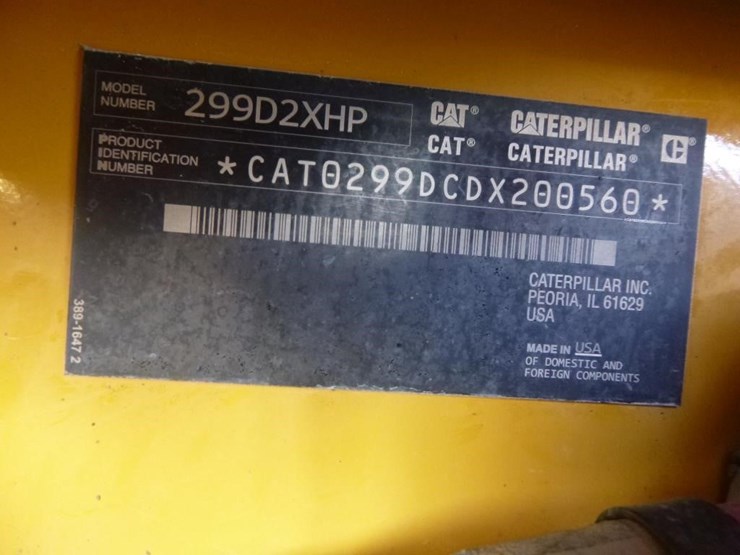 MODEL NUMBER 299D2XHP
CAT® CATERPILLAR®
CAT® CATERPILLAR®
PRODUCT IDENTIFICATION NUMBER *CAT0299DCDX200560*
CATERPILLAR INC.
PEORIA, IL 61629
USA
MADE IN USA
OF DOMESTIC AND
FOREIGN COMPONENTS
389-1647 2